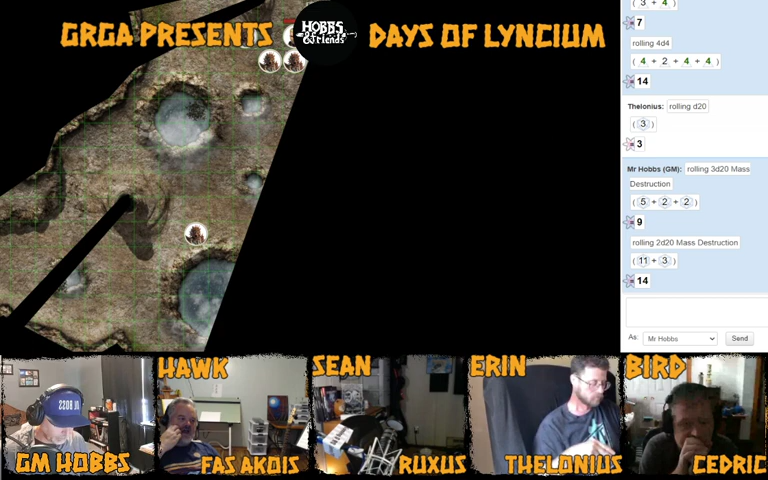 GRGA PRESENTS
HOBBS
&Friends
DAYS OF LYNCIUM
( 3 + 4 )
7
rolling 4d4
( 4 + 2 + 4 + 4 )
14
Thelonius: rolling d20
( 3 )
3
Mr Hobbs (GM): rolling 3d20 Mass
Destruction
( 5 + 2 + 2 )
9
rolling 2d20 Mass Destruction
( 11 + 3 )
14
As: Mr Hobbs Send
HAWK
SEAN
ERIN
BIRD
GM HOBBS
FAS AKOIS
RUXUS
THELONIUS
CEDRIC